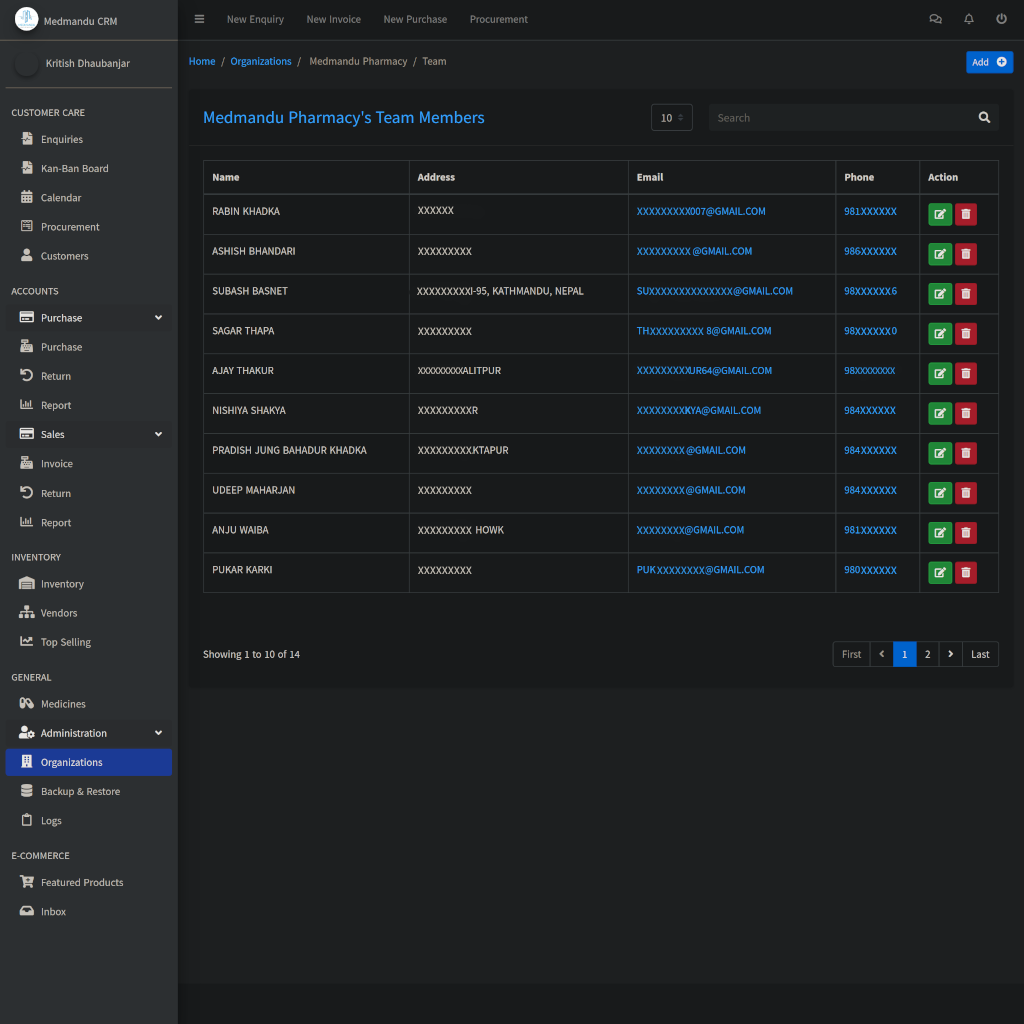 Medmandu CRM
New Enquiry New Invoice New Purchase Procurement
Kritish Dhaubanjar
Home / Organizations / Medmandu Pharmacy / Team
Add
CUSTOMER CARE
Enquiries
Kan-Ban Board
Calendar
Procurement
Customers
ACCOUNTS
Purchase
Purchase
Return
Report
Sales
Invoice
Return
Report
INVENTORY
Inventory
Vendors
Top Selling
GENERAL
Medicines
Administration
Organizations
Backup & Restore
Logs
E-COMMERCE
Featured Products
Inbox
Medmandu Pharmacy's Team Members
10
Search
Name Address Email Phone Action
RABIN KHADKA XXXXXX XXXXXXXXX007@GMAIL.COM 981XXXXXX
ASHISH BHANDARI XXXXXXXXX XXXXXXXXX @GMAIL.COM 986XXXXXX
SUBASH BASNET XXXXXXXXXI-95, KATHMANDU, NEPAL SUXXXXXXXXXXXXXX@GMAIL.COM 98XXXXXX6
SAGAR THAPA XXXXXXXXX THXXXXXXXXX 8@GMAIL.COM 98XXXXXX0
AJAY THAKUR XXXXXXXXXALITPUR XXXXXXXXXUR64@GMAIL.COM 98XXXXXXXX
NISHIYA SHAKYA XXXXXXXXXR XXXXXXXXKYA@GMAIL.COM 984XXXXXX
PRADISH JUNG BAHADUR KHADKA XXXXXXXXXKTAPUR XXXXXXXX @GMAIL.COM 984XXXXXX
UDEEP MAHARJAN XXXXXXXXX XXXXXXXX @GMAIL.COM 984XXXXXX
ANJU WAIBA XXXXXXXXX HOWK XXXXXXXX@GMAIL.COM 981XXXXXX
PUKAR KARKI XXXXXXXXX PUKXXXXXXXX@GMAIL.COM 980XXXXXX
Showing 1 to 10 of 14
First 1 2 Last